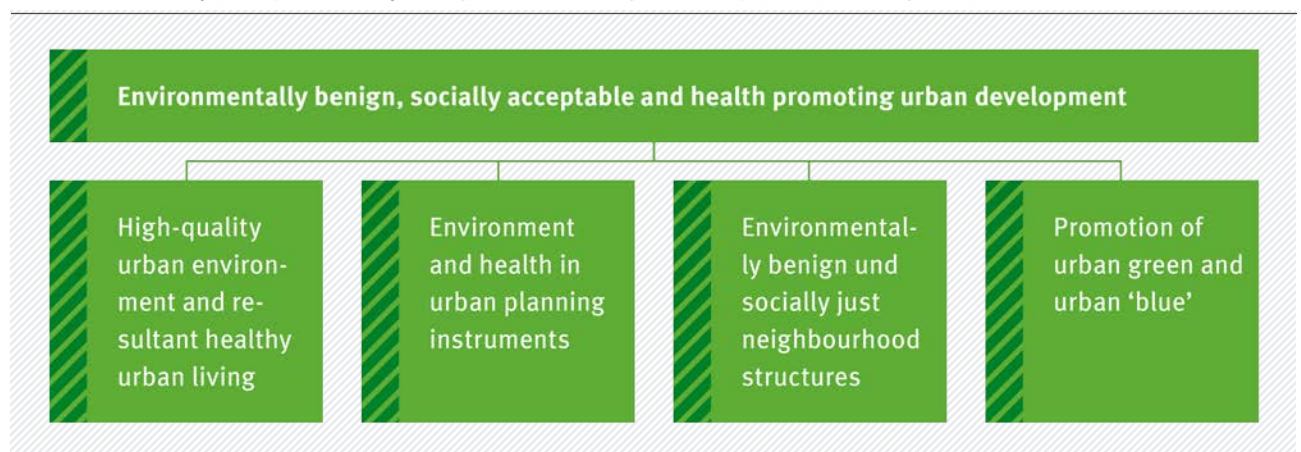 Environmentally benign, socially acceptable and health promoting urban development
High-quality
urban environ-
ment and re-
sultant healthy
urban living
Environment
and health in
urban planning
instruments
Environmental-
ly benign und
socially just
neighbourhood
structures
Promotion of
urban green and
urban ‘blue’